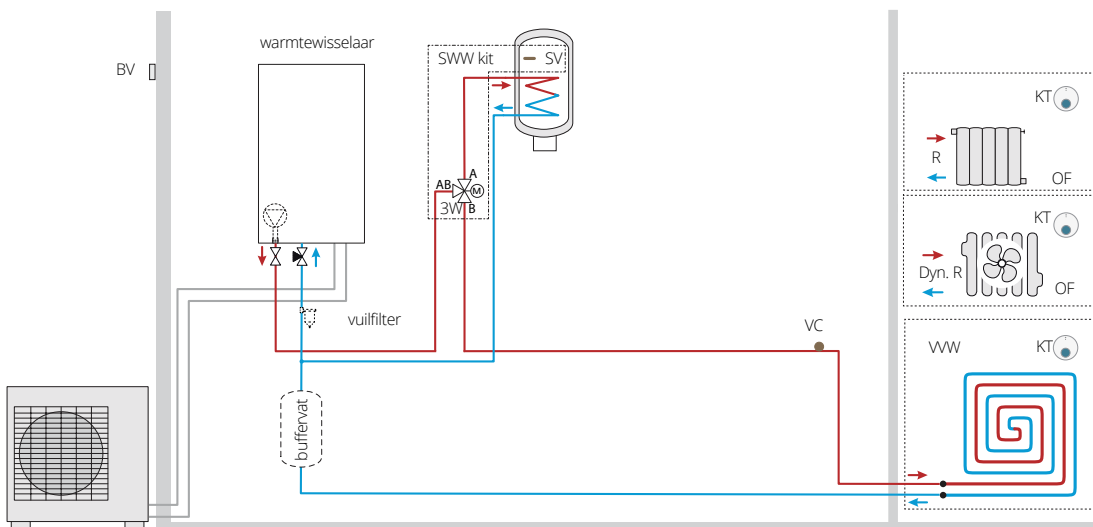 warmtewisselaar
BV
SWW kit
SV
A
AB
M
3W
B
vuilfilter
buffervat
VC
KT
R
OF
KT
Dyn. R
OF
VVW
KT